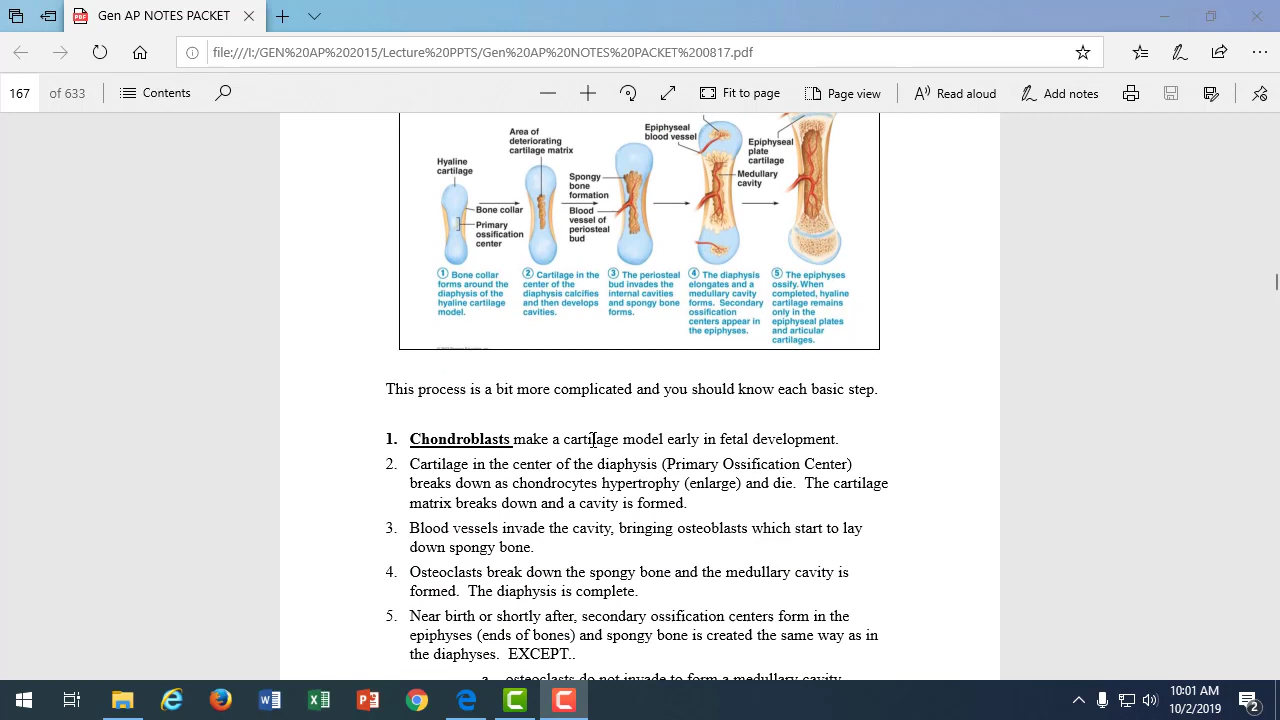 Gen AP NOTES PACKET
file:///I:/GEN%20AP%202015/Lecture%20PPTS/Gen%20AP%20NOTES%20PACKET%200817.pdf
167 of 633 Contents Fit to page Page view Read aloud Add notes
Area of
deteriorating
cartilage matrix
Hyaline
cartilage
Bone collar
Primary
ossification
center
Spongy
bone
formation
Blood
vessel of
periosteal
bud
Epiphyseal
blood vessel
Medullary
cavity
Epiphyseal
plate
cartilage
① Bone collar
forms around the
diaphysis of the
hyaline cartilage
model.
② Cartilage in the
center of the
diaphysis calcifies
and then develops
cavities.
③ The periosteal
bud invades the
internal cavities
and spongy bone
forms.
④ The diaphysis
elongates and a
medullary cavity
forms. Secondary
ossification
centers appear in
the epiphyses.
⑤ The epiphyses
ossify. When
completed, hyaline
cartilage remains
only in the
epiphyseal plates
and articular
cartilages.
This process is a bit more complicated and you should know each basic step.
1. Chondroblasts make a cartilage model early in fetal development.
2. Cartilage in the center of the diaphysis (Primary Ossification Center)
breaks down as chondrocytes hypertrophy (enlarge) and die. The cartilage
matrix breaks down and a cavity is formed.
3. Blood vessels invade the cavity, bringing osteoblasts which start to lay
down spongy bone.
4. Osteoclasts break down the spongy bone and the medullary cavity is
formed. The diaphysis is complete.
5. Near birth or shortly after, secondary ossification centers form in the
epiphyses (ends of bones) and spongy bone is created the same way as in
the diaphyses. EXCEPT..
a. osteoclasts do not invade to form a medullary cavity
10:01 AM
10/2/2019
2